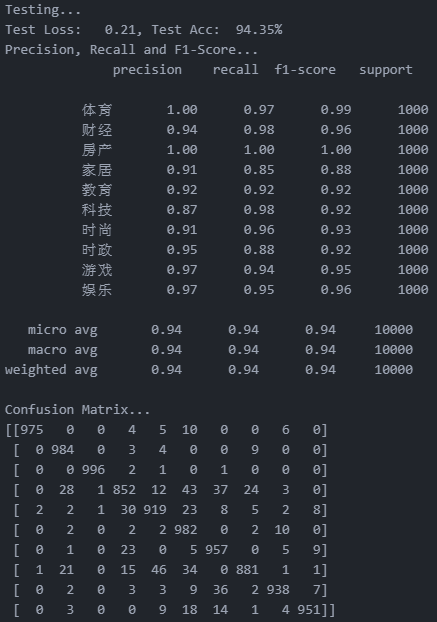 Testing...
Test Loss:   0.21, Test Acc:  94.35%
Precision, Recall and F1-Score...
              precision    recall  f1-score   support

          体育       1.00      0.97      0.99      1000
          财经       0.94      0.98      0.96      1000
          房产       1.00      1.00      1.00      1000
          家居       0.91      0.85      0.88      1000
          教育       0.92      0.92      0.92      1000
          科技       0.87      0.98      0.92      1000
          时尚       0.91      0.96      0.93      1000
          时政       0.95      0.88      0.92      1000
          游戏       0.97      0.94      0.95      1000
          娱乐       0.97      0.95      0.96      1000

   micro avg       0.94      0.94      0.94     10000
   macro avg       0.94      0.94      0.94     10000
weighted avg       0.94      0.94      0.94     10000

Confusion Matrix...
[[975   0   0   4   5  10   0   0   6   0]
 [  0 984   0   3   4   0   0   9   0   0]
 [  0   0 996   2   1   0   1   0   0   0]
 [  0  28   1 852  12  43  37  24   3   0]
 [  2   2   1  30 919  23   8   5   2   8]
 [  0   2   0   2   2 982   0   2  10   0]
 [  0   1   0  23   0   5 957   0   5   9]
 [  1  21   0  15  46  34   0 881   1   1]
 [  0   2   0   3   3   9  36   2 938   7]
 [  0   3   0   0   9  18  14   1   4 951]]